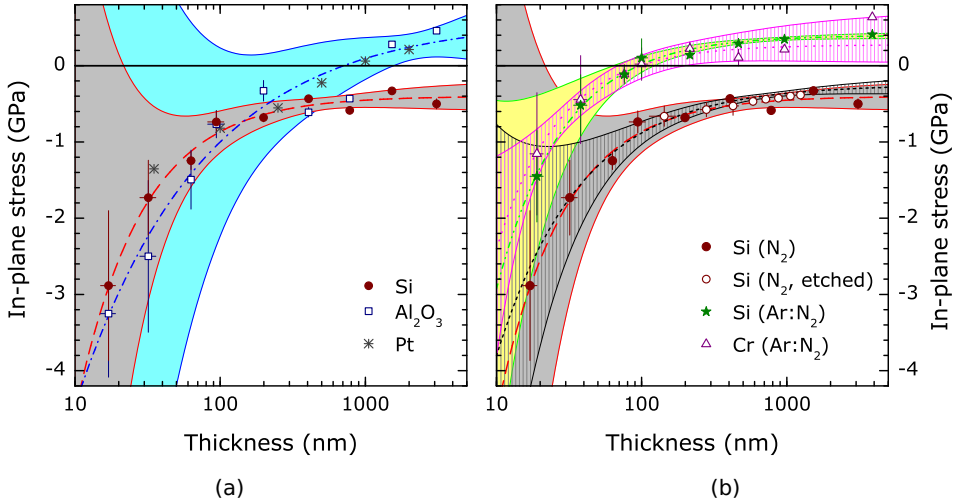 0
-1
-2
-3
-4
In-plane stress (GPa)
Si
Al₂O₃
Pt
10 100 1000
Thickness (nm)
(a)
0
-1
-2
-3
-4
In-plane stress (GPa)
Si (N₂)
Si (N₂, etched)
Si (Ar:N₂)
Cr (Ar:N₂)
10 100 1000
Thickness (nm)
(b)